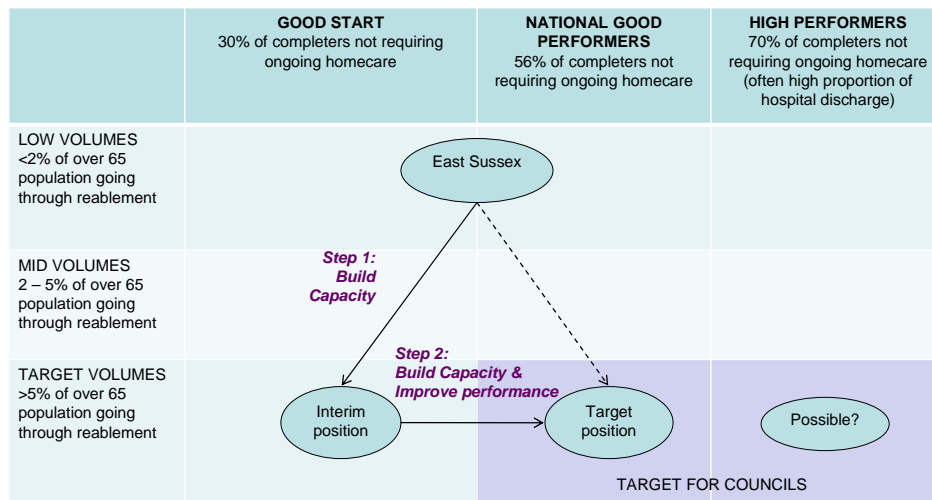 GOOD START
30% of completers not requiring
ongoing homecare
NATIONAL GOOD
PERFORMERS
56% of completers not
requiring ongoing homecare
HIGH PERFORMERS
70% of completers not
requiring ongoing homecare
(often high proportion of
hospital discharge)
LOW VOLUMES
<2% of over 65
population going
through reablement
East Sussex
MID VOLUMES
2 – 5% of over 65
population going
through reablement
Step 1:
Build
Capacity
TARGET VOLUMES
>5% of over 65
population going
through reablement
Step 2:
Build Capacity &
Improve performance
Interim
position
Target
position
Possible?
TARGET FOR COUNCILS